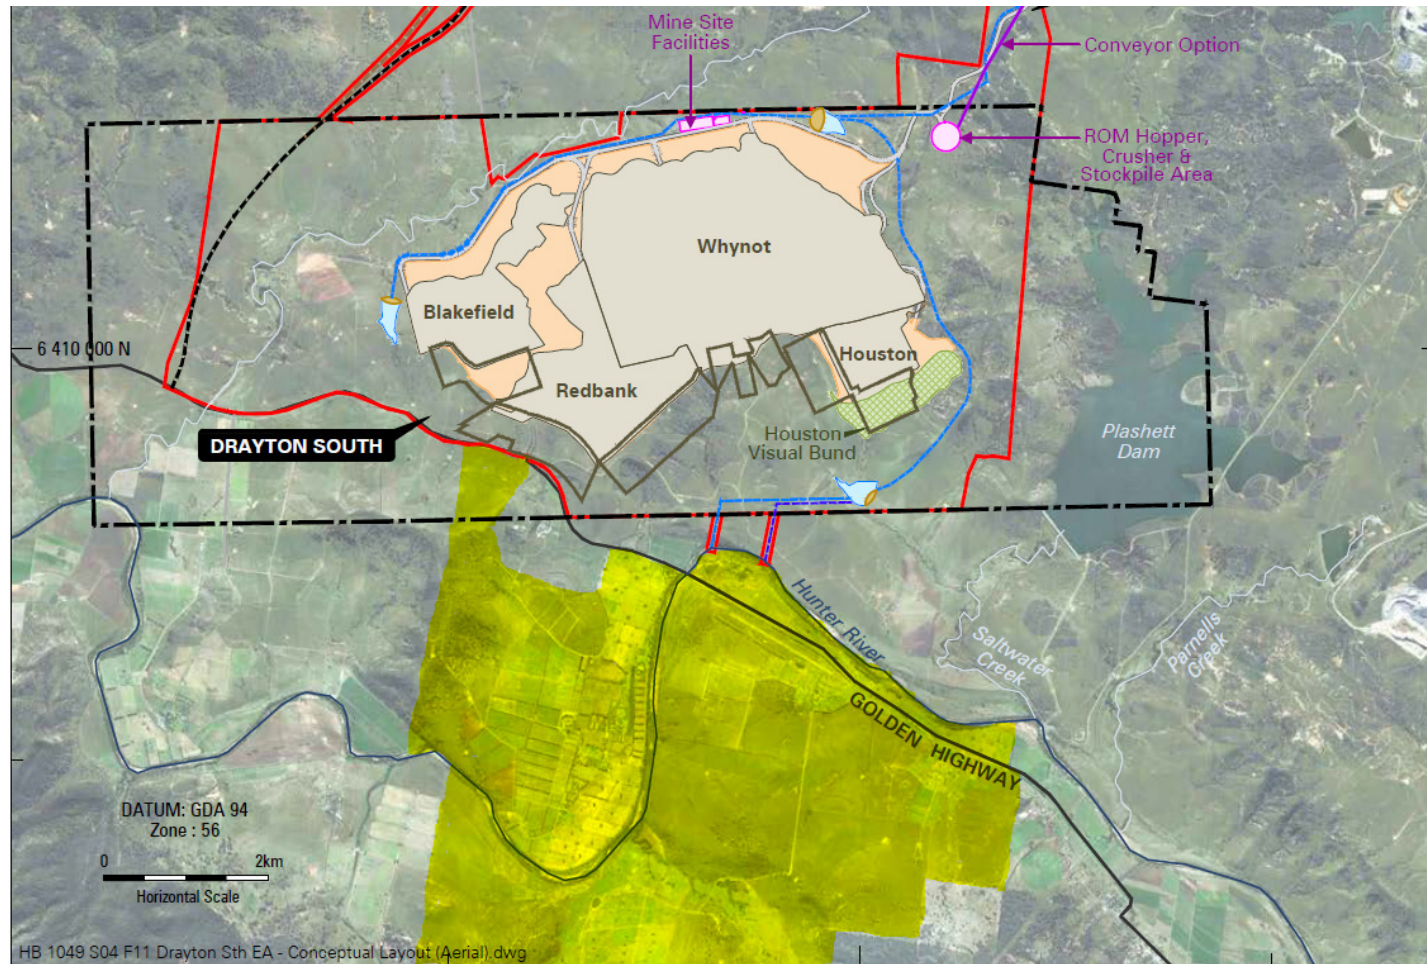 Mine Site
Facilities
Conveyor Option
ROM Hopper,
Crusher &
Stockpile Area
Whynot
Blakefield
6 410 000 N
Houston
Redbank
DRAYTON SOUTH
Houston
Visual Bund
Plashett
Dam
Hunter River
Saltwater
Creek
Parnells
Creek
GOLDEN HIGHWAY
DATUM: GDA 94
Zone : 56
0 2km
Horizontal Scale
HB 1049 S04 F11 Drayton Sth EA - Conceptual Layout (Aerial).dwg